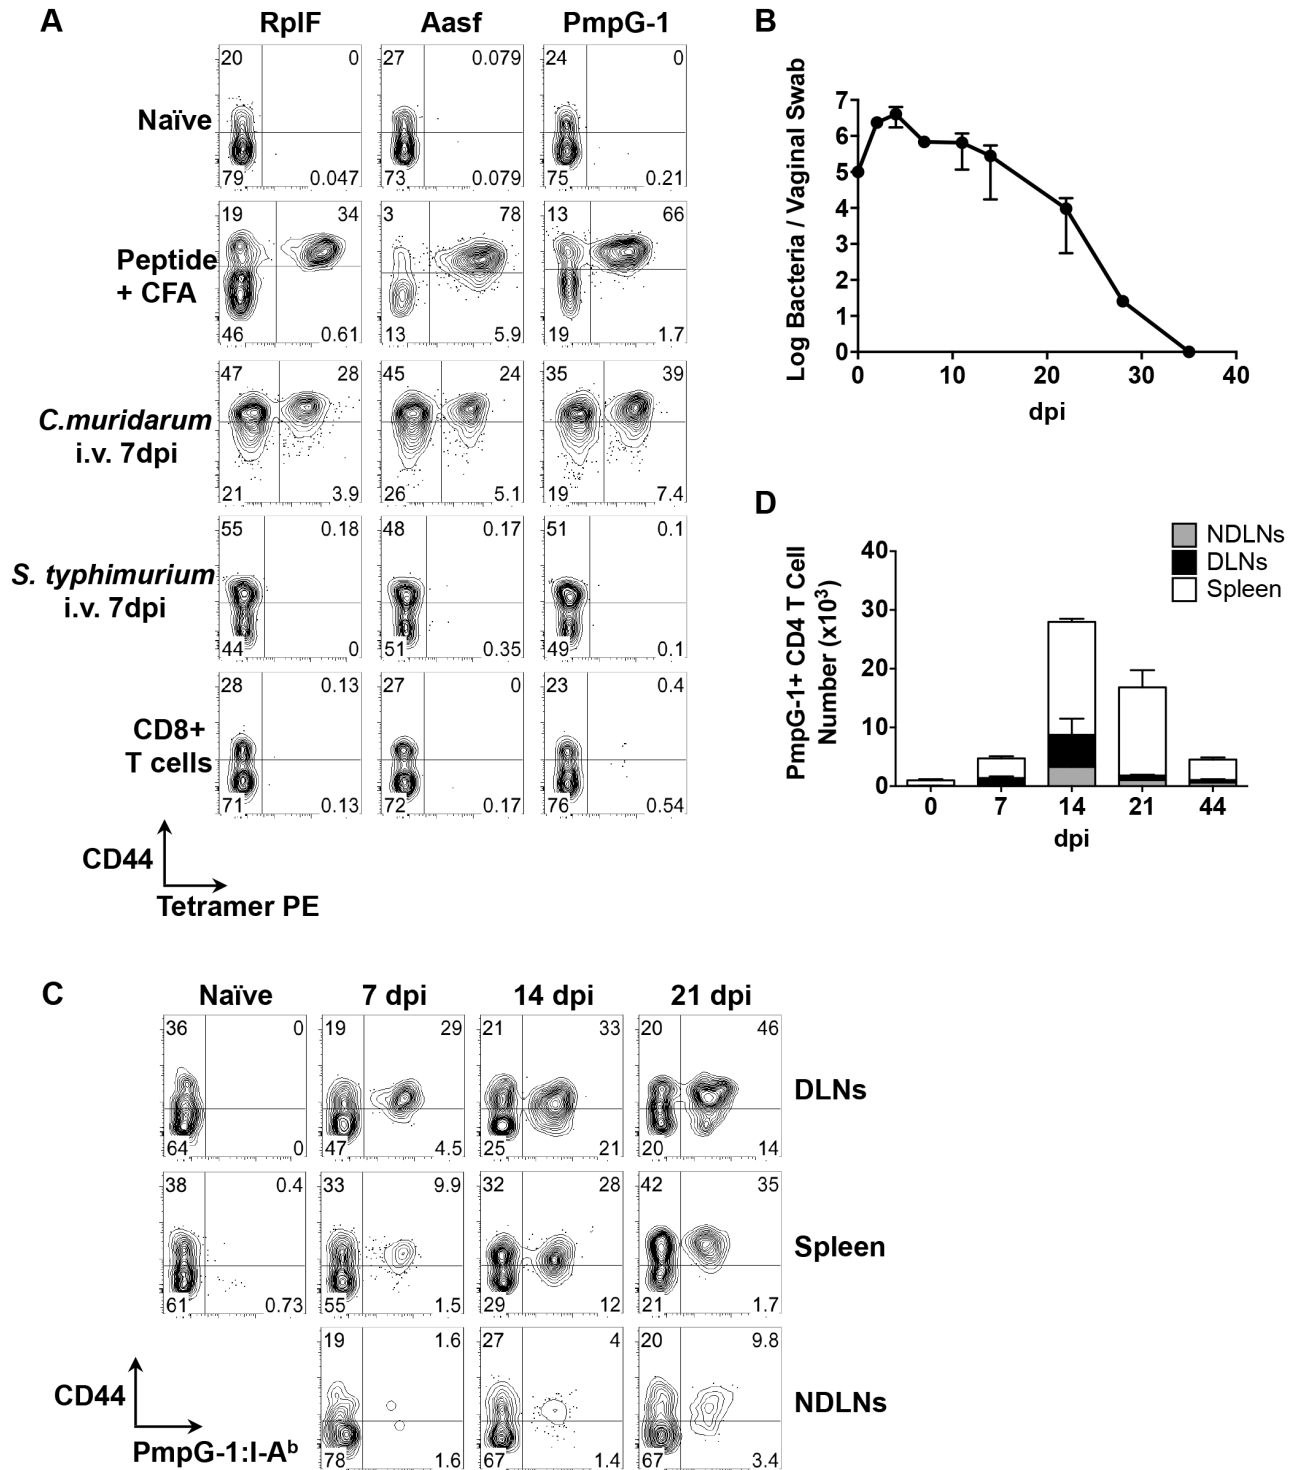 A
RplF Aasf PmpG-1
Naïve
20 0 27 0.079 24 0
79 0.047 73 0.079 75 0.21
Peptide
+ CFA
19 34 3 78 13 66
46 0.61 13 5.9 19 1.7
C.muridarum
i.v. 7dpi
47 28 45 24 35 39
21 3.9 26 5.1 19 7.4
S. typhimurium
i.v. 7dpi
55 0.18 48 0.17 51 0.1
44 0 51 0.35 49 0.1
CD8+
T cells
28 0.13 27 0 23 0.4
71 0.13 72 0.17 76 0.54
CD44
Tetramer PE
B
Log Bacteria / Vaginal Swab
7
6
5
4
3
2
1
0
0 10 20 30 40
dpi
D
NDLNs
DLNs
Spleen
PmpG-1+ CD4 T Cell
Number (x10³)
40
30
20
10
0
0 7 14 21 44
dpi
C
Naïve 7 dpi 14 dpi 21 dpi
36 0 19 29 21 33 20 46
DLNs
64 0 47 4.5 25 21 20 14
38 0.4 33 9.9 32 28 42 35
Spleen
61 0.73 55 1.5 29 12 21 1.7
19 1.6 27 4 20 9.8
NDLNs
78 1.6 67 1.4 67 3.4
CD44
PmpG-1:I-Aᵇ